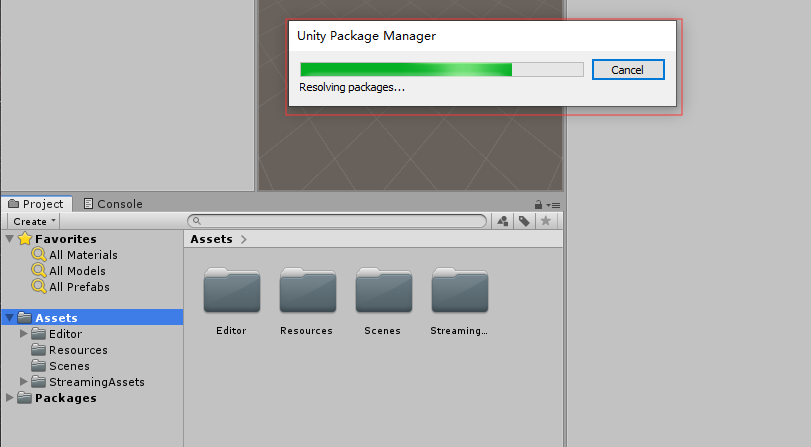 Unity Package Manager
Cancel
Resolving packages...
Project
Console
Create
Favorites
All Materials
All Models
All Prefabs
Assets
Editor
Resources
Scenes
StreamingAssets
Packages
Assets
Editor
Resources
Scenes
Streaming...